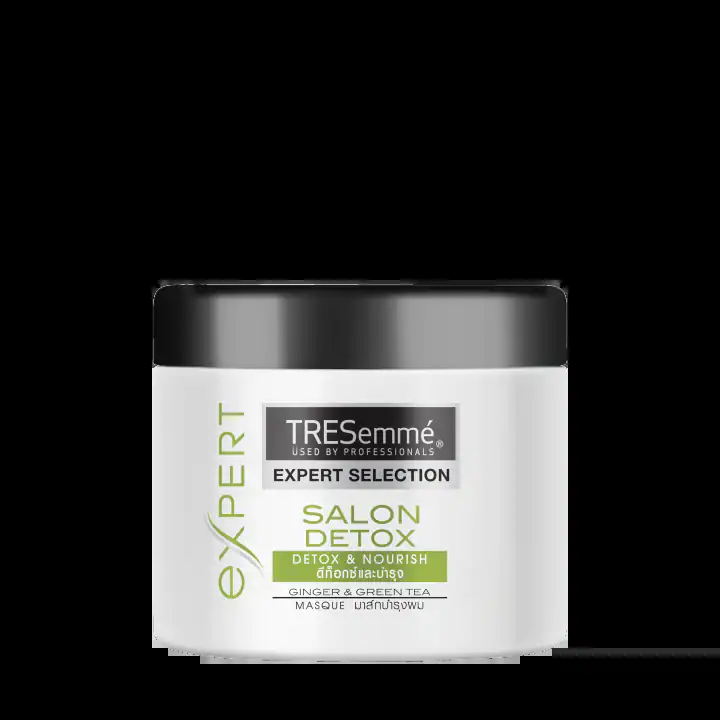 eXPERT
TRESemmé®
USED BY PROFESSIONALS
EXPERT SELECTION
SALON
DETOX
DETOX & NOURISH
ดีท็อกซ์และบำรุง
GINGER & GREEN TEA
MASQUE มาส์กบำรุงผม